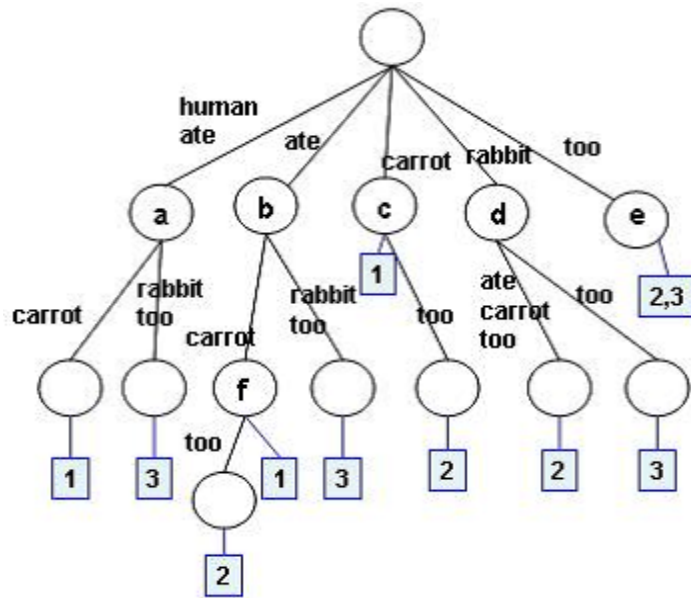 human
ate
ate
carrot
rabbit
too
a
b
c
d
e
1
2,3
carrot
rabbit
too
carrot
rabbit
too
too
ate
carrot
too
too
f
1
3
too
1
3
2
2
3
2